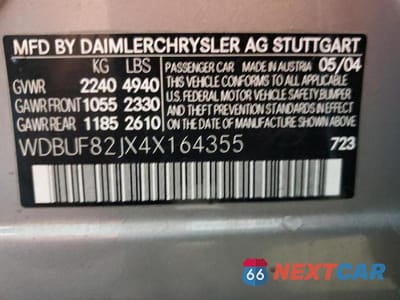 MFD BY DAIMLERCHRYSLER AG STUTTGART
KG LBS PASSENGER CAR MADE IN AUSTRIA 05/04
GVWR 2240 4940 THIS VEHICLE CONFORMS TO ALL APPLICABLE
GAWR FRONT 1055 2330 U.S. FEDERAL MOTOR VEHICLE SAFETY, BUMPER
GAWR REAR 1185 2610 AND THEFT PREVENTION STANDARDS IN EFFECT ON THE DATE OF MANUFACTURE SHOWN ABOVE.
WDBUF82JX4X164355 723
66 NEXTCAR